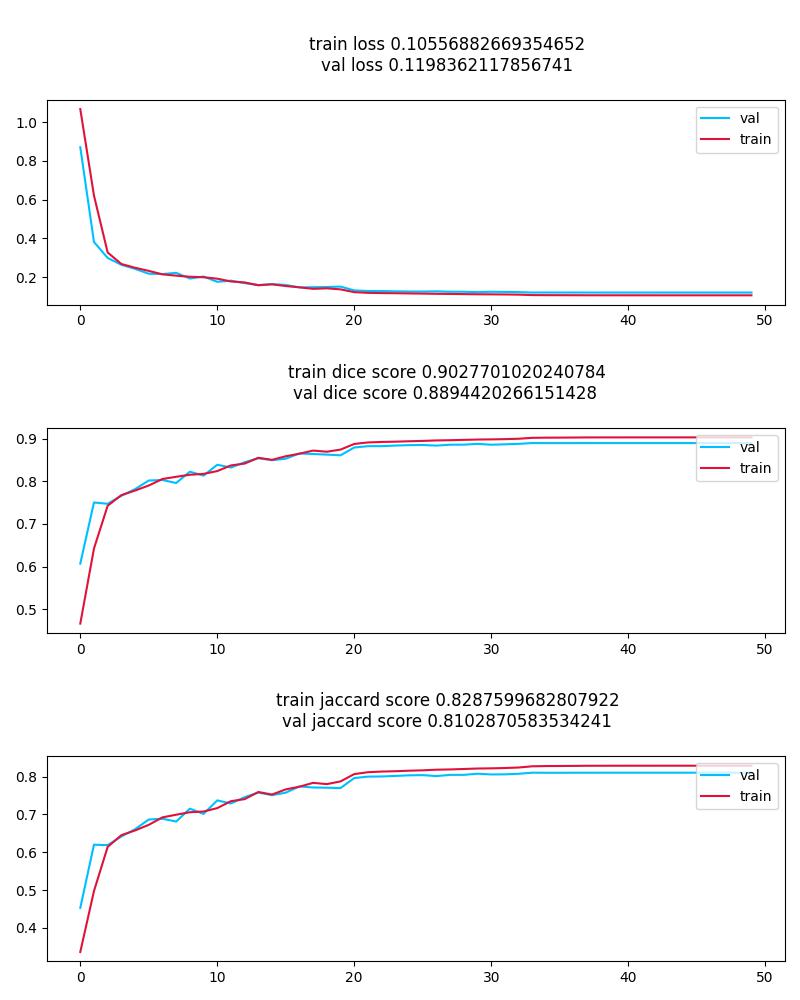 train loss 0.10556882669354652
val loss 0.1198362117856741
1.0
0.8
0.6
0.4
0.2
val
train
0 10 20 30 40 50
train dice score 0.9027701020240784
val dice score 0.8894420266151428
0.9
0.8
0.7
0.6
0.5
val
train
0 10 20 30 40 50
train jaccard score 0.8287599682807922
val jaccard score 0.8102870583534241
0.8
0.7
0.6
0.5
0.4
val
train
0 10 20 30 40 50